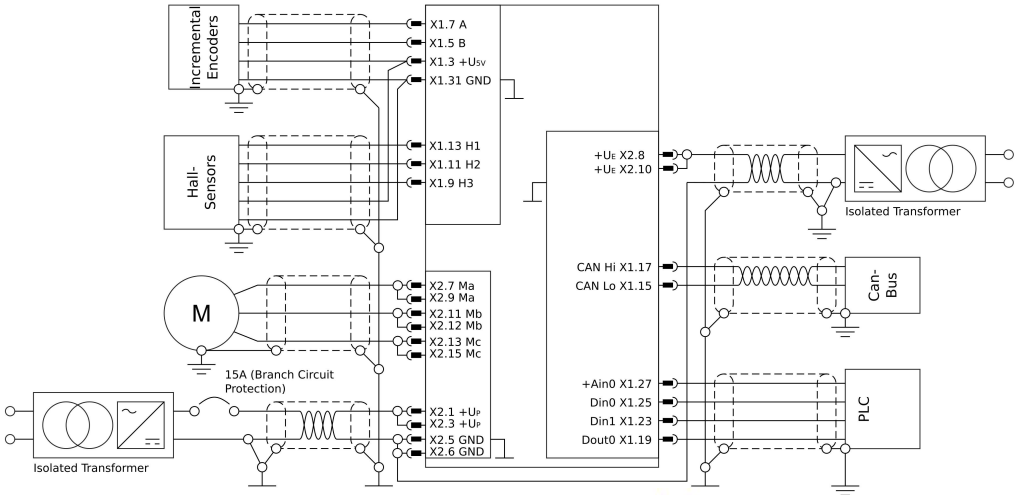 Incremental
Encoders
X1.7 A
X1.5 B
X1.3 +U5V
X1.31 GND
Hall-
Sensors
X1.13 H1
X1.11 H2
X1.9 H3
M
X2.7 Ma
X2.9 Ma
X2.11 Mb
X2.12 Mb
X2.13 Mc
X2.15 Mc
15A (Branch Circuit
Protection)
X2.1 +UP
X2.3 +UP
X2.5 GND
X2.6 GND
Isolated Transformer
+UE X2.8
+UE X2.10
Isolated Transformer
CAN Hi X1.17
CAN Lo X1.15
Can-
Bus
+Ain0 X1.27
Din0 X1.25
Din1 X1.23
Dout0 X1.19
PLC